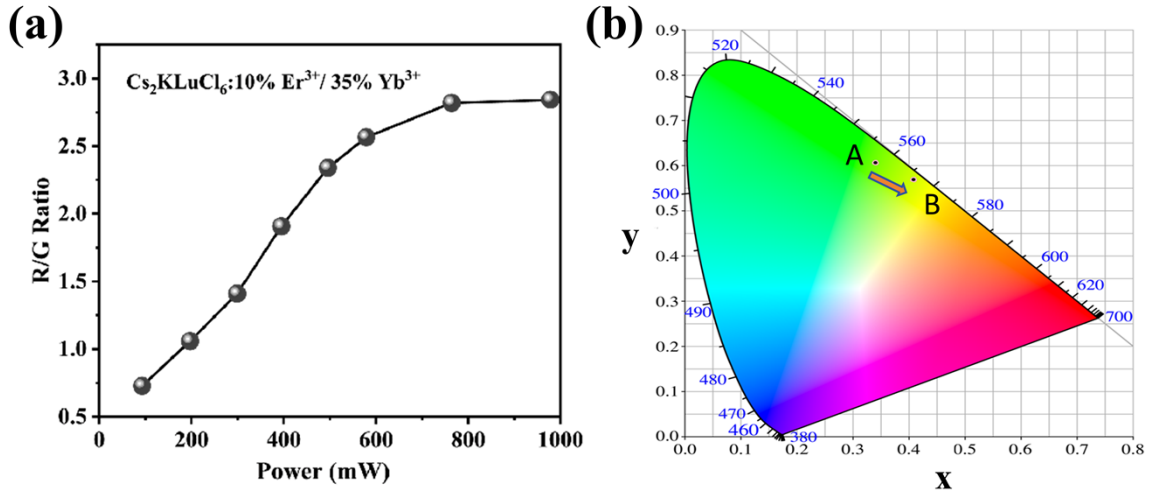 (a)
Cs₂KLuCl₆:10% Er³⁺/ 35% Yb³⁺
R/G Ratio
3.0
2.5
2.0
1.5
1.0
0.5
0 200 400 600 800 1000
Power (mW)
(b)
y
0.9
0.8
0.7
0.6
0.5
0.4
0.3
0.2
0.1
0.0
0.0 0.1 0.2 0.3 0.4 0.5 0.6 0.7 0.8
x
520
540
560
580
600
620
700
500
490
480
470
460
380
A
B